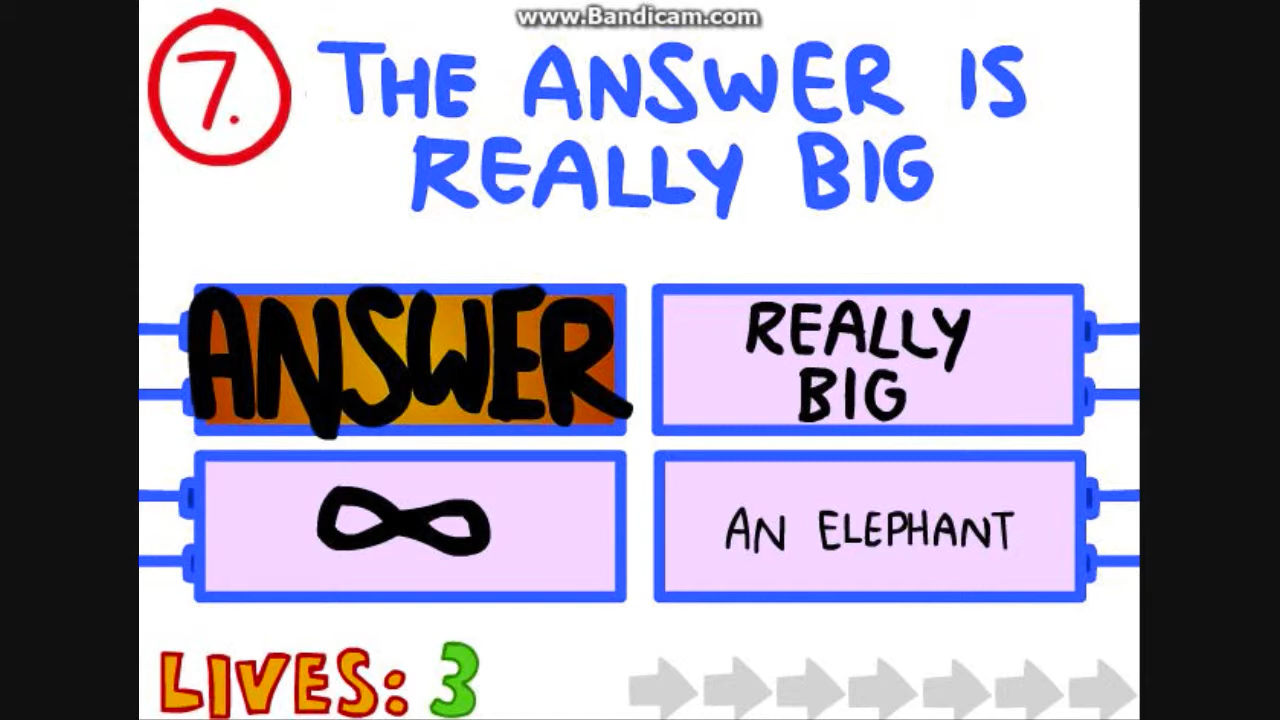 www.Bandicam.com
7. THE ANSWER IS
REALLY BIG
ANSWER
REALLY
BIG
∞
AN ELEPHANT
LIVES: 3